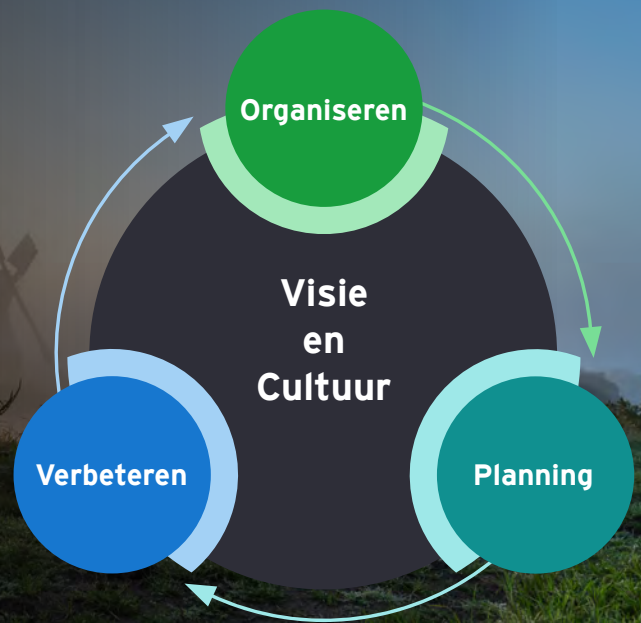 Organiseren
Visie
en
Cultuur
Verbeteren
Planning